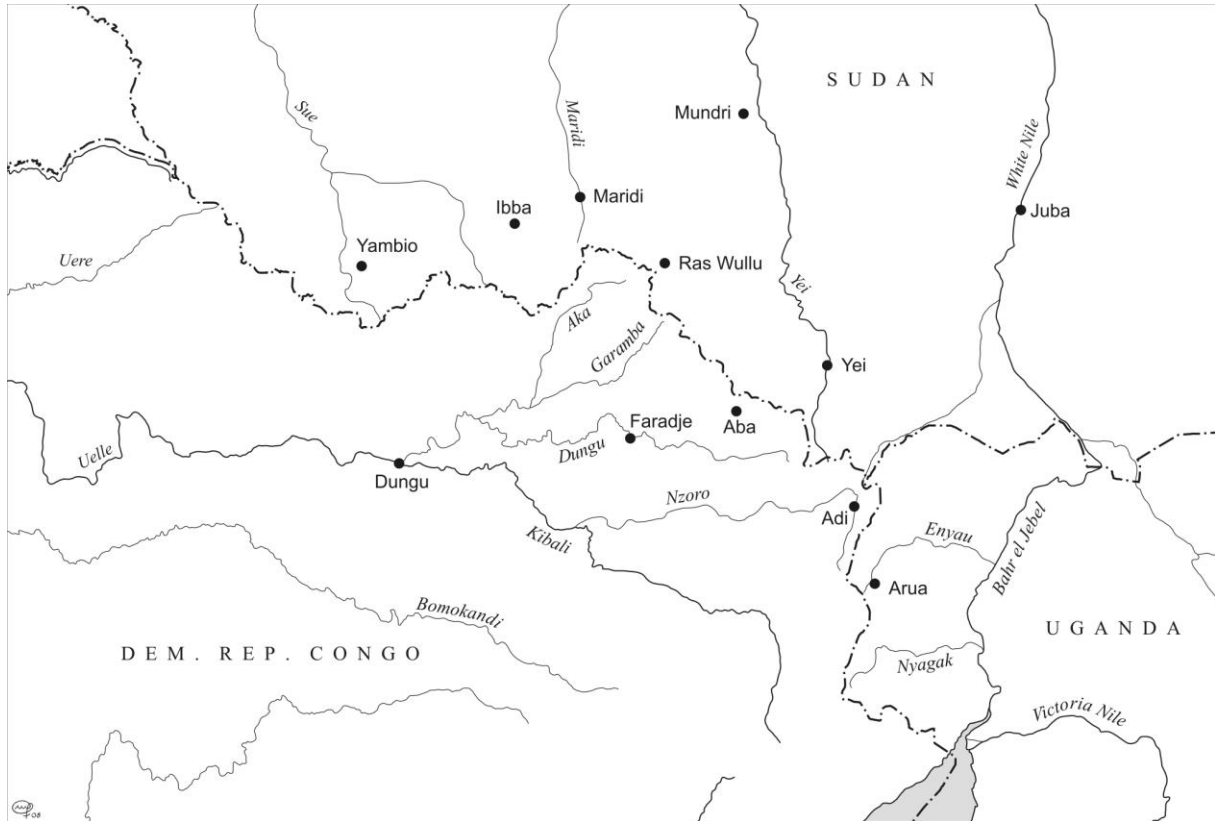 SUDAN
Sue
Maridi
Mundri
White Nile
Maridi
Ibba
Juba
Yambio
Uere
Ras Wullu
Yei
Aka
Garamba
Yei
Faradje
Aba
Uelle
Dungu
Dungu
Nzoro
Adi
Kibali
Enyau
Bahr el Jebel
Arua
Bomokandi
UGANDA
DEM. REP. CONGO
Nyagak
Victoria Nile
08